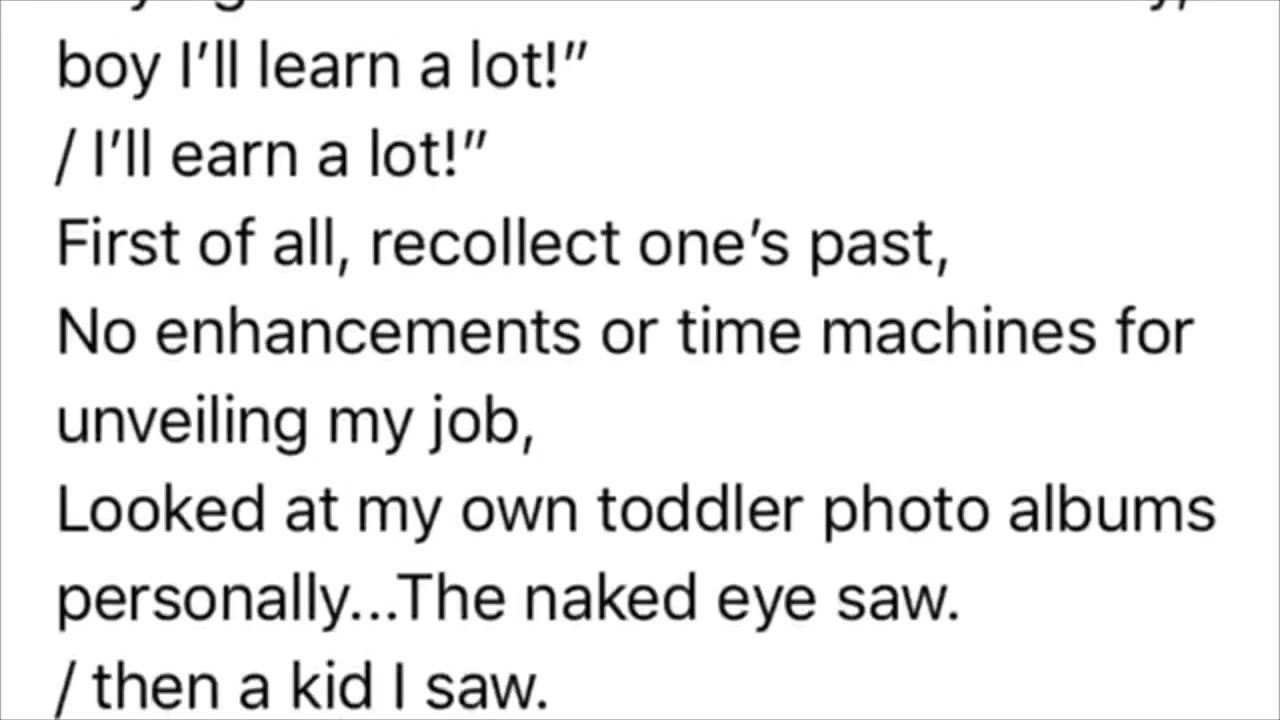 boy I’ll learn a lot!”
/ I’ll earn a lot!”
First of all, recollect one’s past,
No enhancements or time machines for
unveiling my job,
Looked at my own toddler photo albums
personally...The naked eye saw.
/ then a kid I saw.